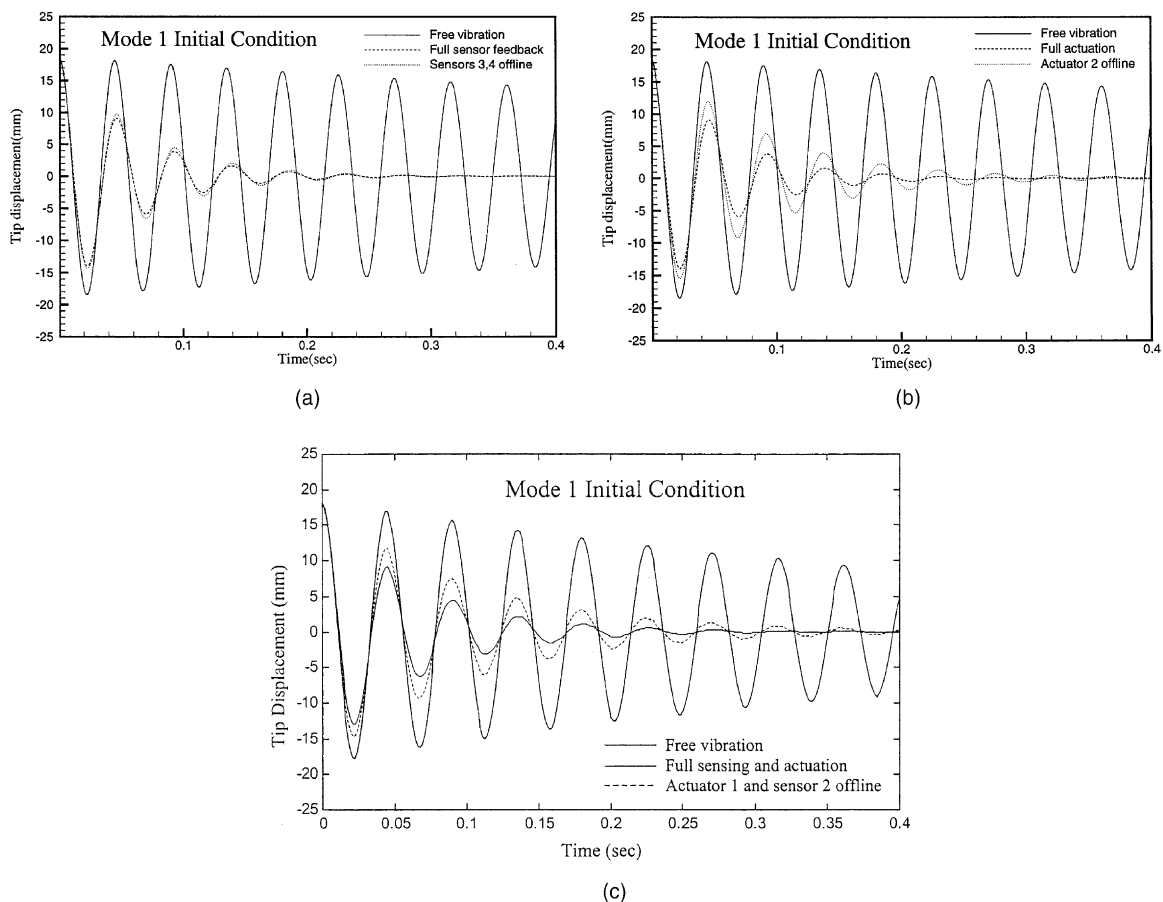 Mode 1 Initial Condition
Free vibration
Full sensor feedback
Sensors 3,4 offline
Tip displacement(mm)
25
20
15
10
5
0
-5
-10
-15
-20
-25
0.1
0.2
0.3
0.4
Time(sec)
(a)
Mode 1 Initial Condition
Free vibration
Full actuation
Actuator 2 offline
Tip displacement(mm)
25
20
15
10
5
0
-5
-10
-15
-20
-25
0.1
0.2
0.3
0.4
Time(sec)
(b)
Mode 1 Initial Condition
Tip Displacement (mm)
25
20
15
10
5
0
-5
-10
-15
-20
-25
Free vibration
Full sensing and actuation
Actuator 1 and sensor 2 offline
0
0.05
0.1
0.15
0.2
0.25
0.3
0.35
0.4
Time (sec)
(c)